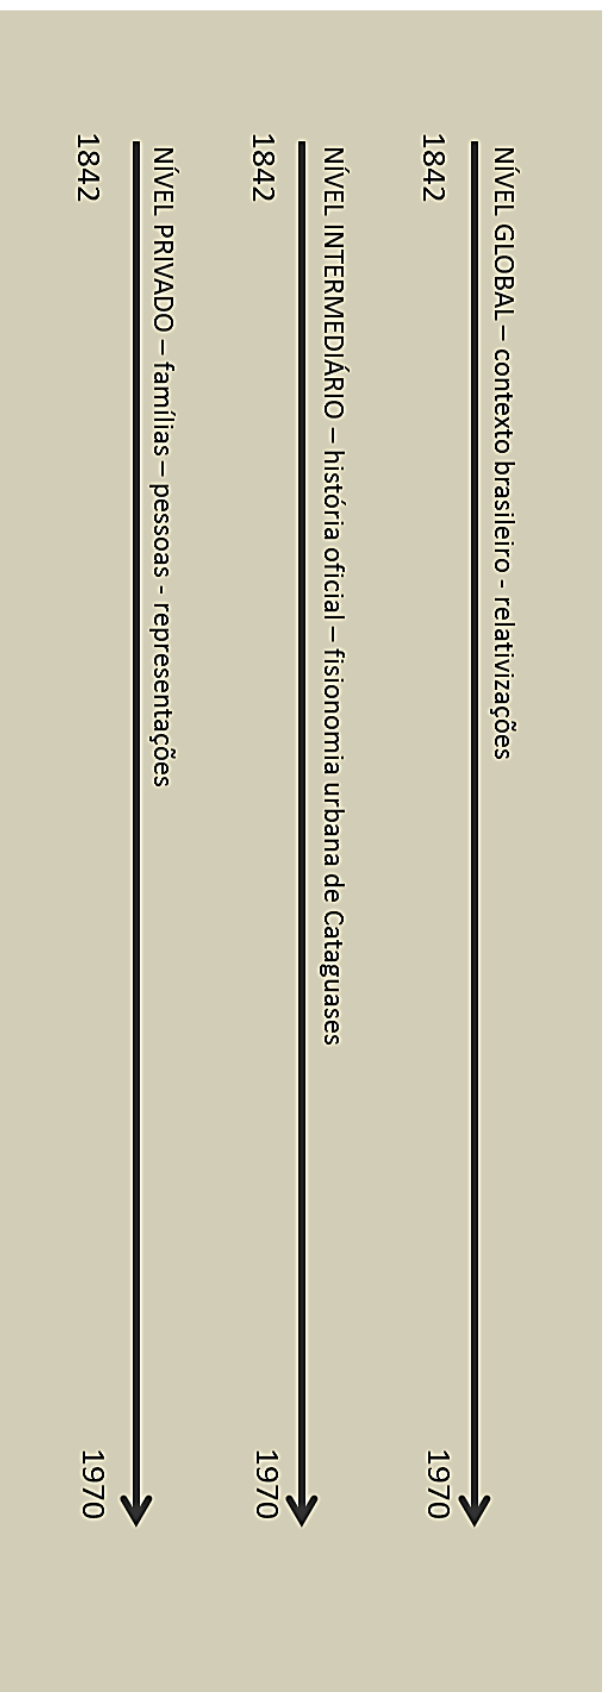 NÍVEL GLOBAL – contexto brasileiro - relativizações
1842 1970
NÍVEL INTERMEDIÁRIO – história oficial – fisionomia urbana de Cataguases
1842 1970
NÍVEL PRIVADO – famílias – pessoas - representações
1842 1970